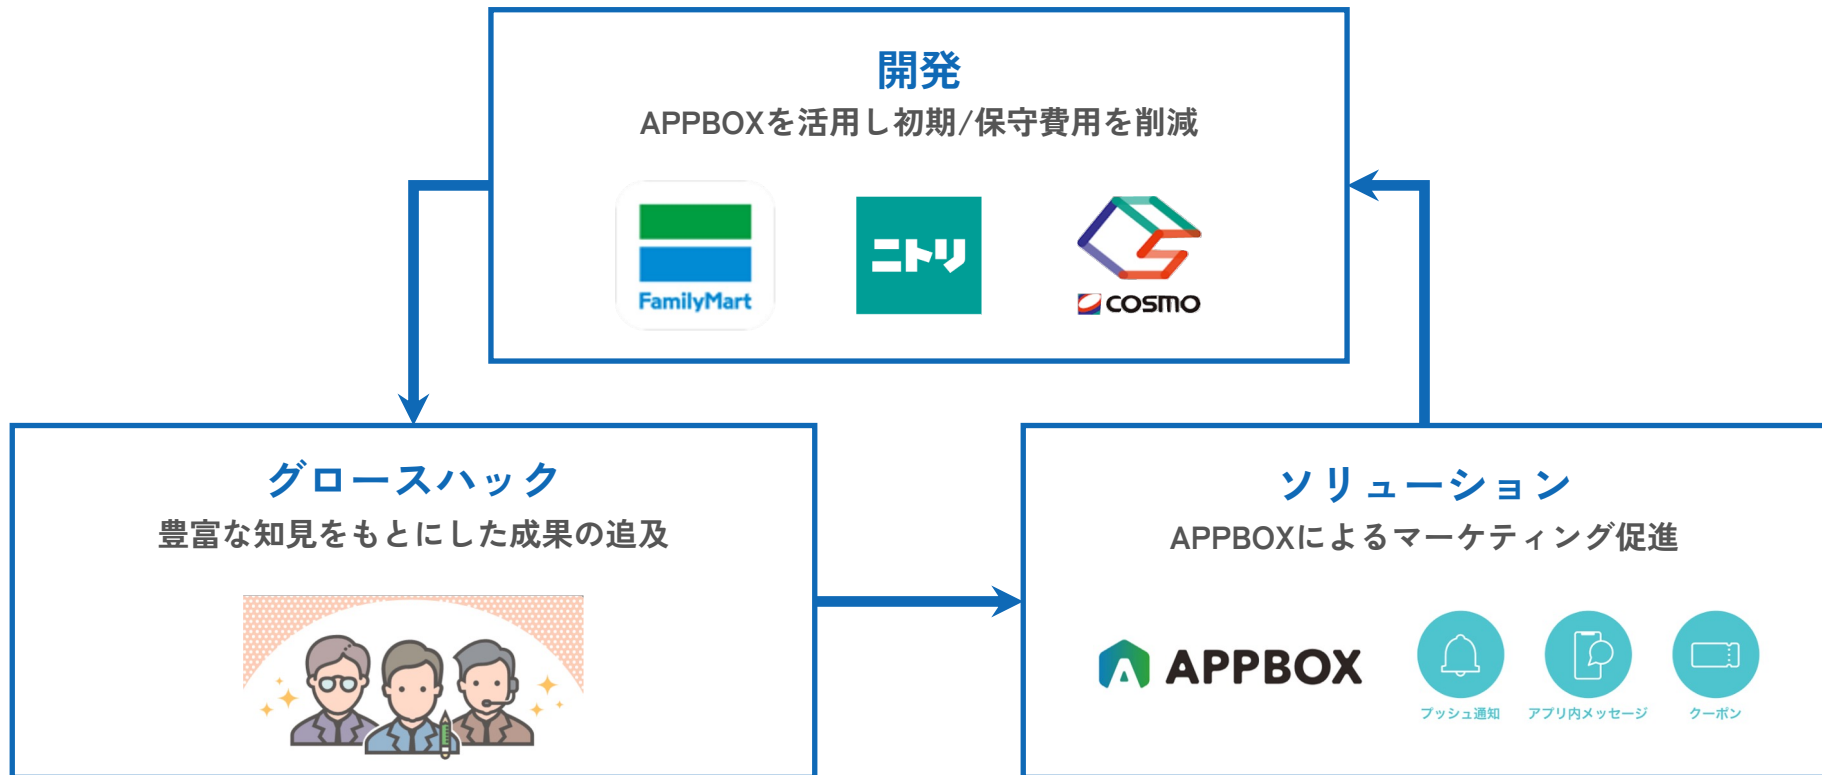 開発
APPBOXを活用し初期/保守費用を削減
FamilyMart
ニトリ
COSMO
グロースハック
豊富な知見をもとにした成果の追及
ソリューション
APPBOXによるマーケティング促進
APPBOX
プッシュ通知
アプリ内メッセージ
クーポン